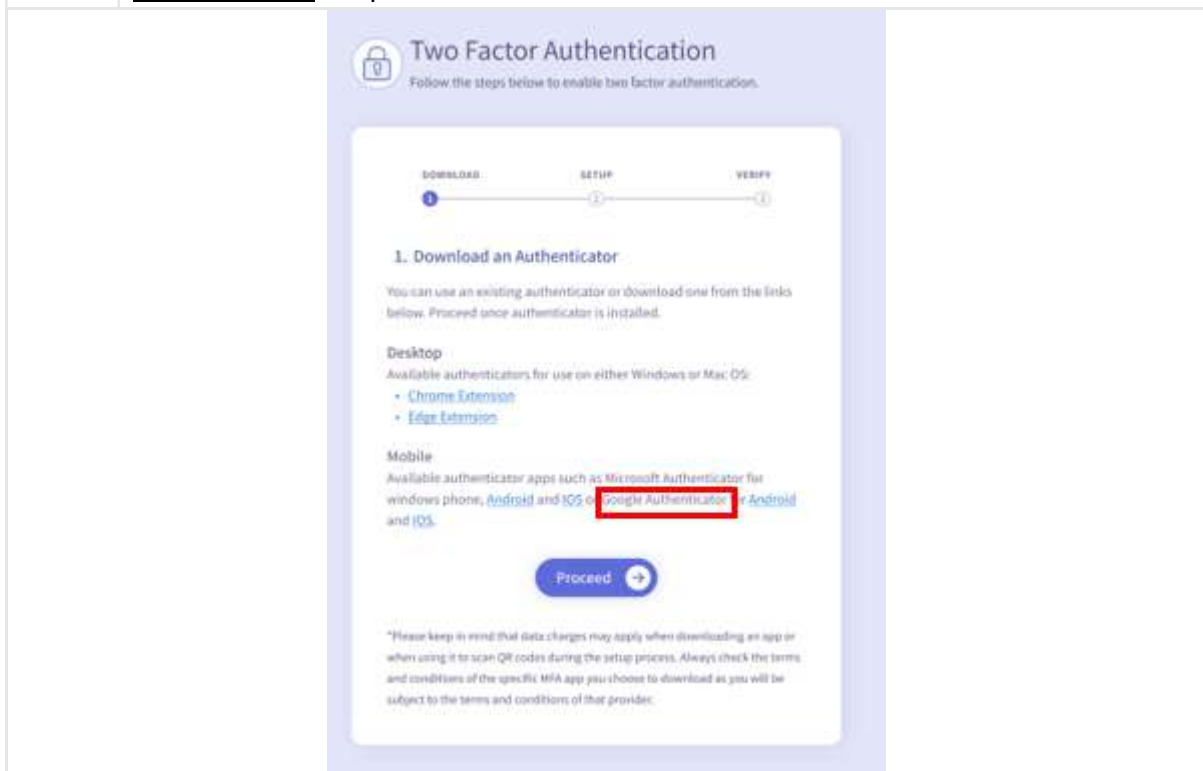 Two Factor Authentication
Follow the steps below to enable two factor authentication.
DOWNLOAD SETUP VERIFY
1 2 3
1. Download an Authenticator
You can use an existing authenticator or download one from the links
below. Proceed once authenticator is installed.
Desktop
Available authenticators for use on either Windows or Mac OS:
• Chrome Extension
• Edge Extension
Mobile
Available authenticator apps such as Microsoft Authenticator for
windows phone, Android and IOS or Google Authenticator for Android
and IOS.
Proceed
*Please keep in mind that data charges may apply when downloading an app or
when using it to scan QR codes during the setup process. Always check the terms
and conditions of the specific MFA app you choose to download as you will be
subject to the terms and conditions of that provider.